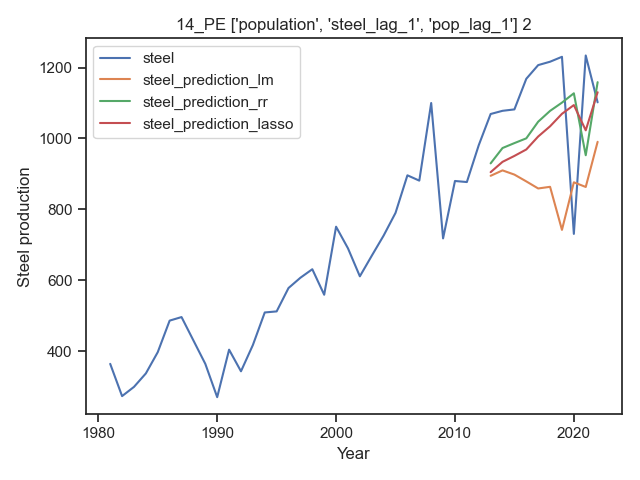 14_PE ['population', 'steel_lag_1', 'pop_lag_1'] 2
steel
steel_prediction_lm
steel_prediction_rr
steel_prediction_lasso
1200
1000
800
600
400
Steel production
1980
1990
2000
2010
2020
Year